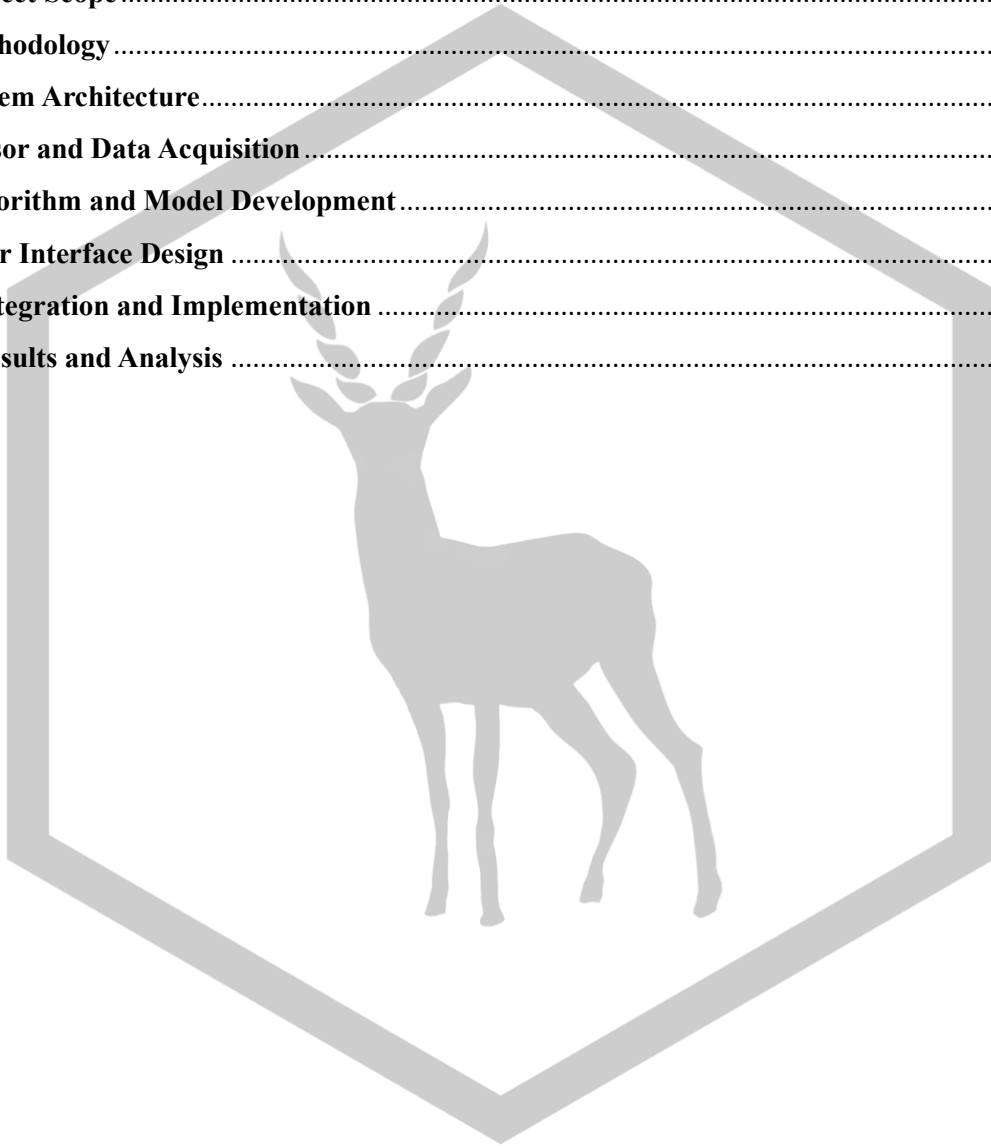 ect Scope
hodology
em Architecture
sor and Data Acquisition
orithm and Model Development
r Interface Design
tegration and Implementation
sults and Analysis